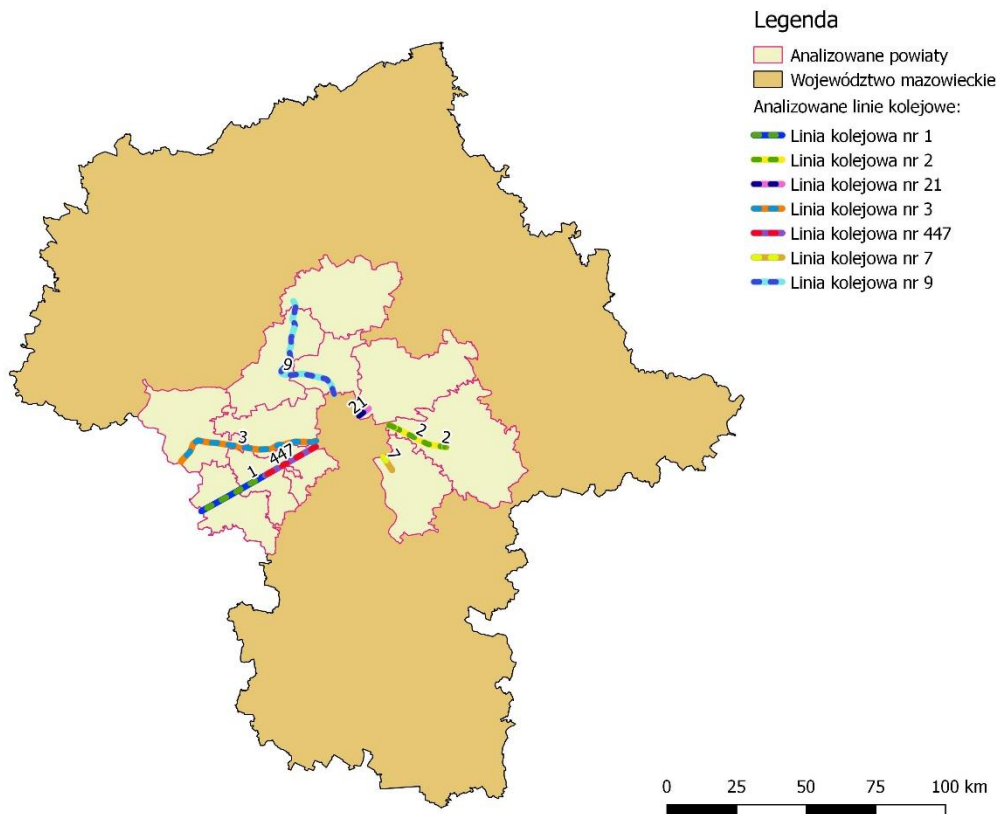 Legenda
Analizowane powiaty
Województwo mazowieckie
Analizowane linie kolejowe:
Linia kolejowa nr 1
Linia kolejowa nr 2
Linia kolejowa nr 21
Linia kolejowa nr 3
Linia kolejowa nr 447
Linia kolejowa nr 7
Linia kolejowa nr 9
9
21
3
2 2
447
7
1
0 25 50 75 100 km